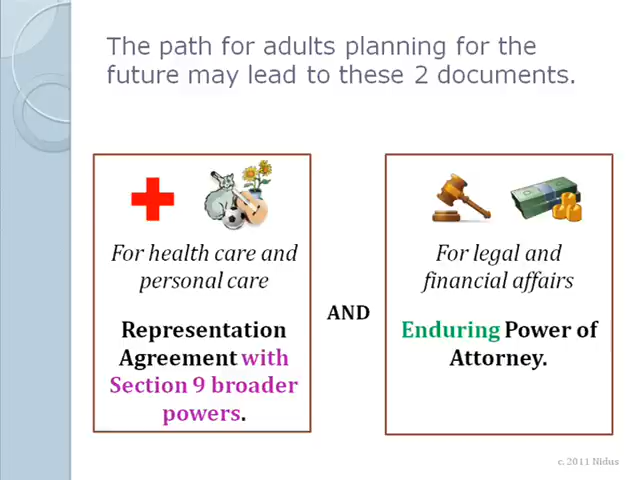 The path for adults planning for the
future may lead to these 2 documents.
For health care and
personal care
Representation
Agreement with
Section 9 broader
powers.
AND
For legal and
financial affairs
Enduring Power of
Attorney.
c. 2011 Nidus